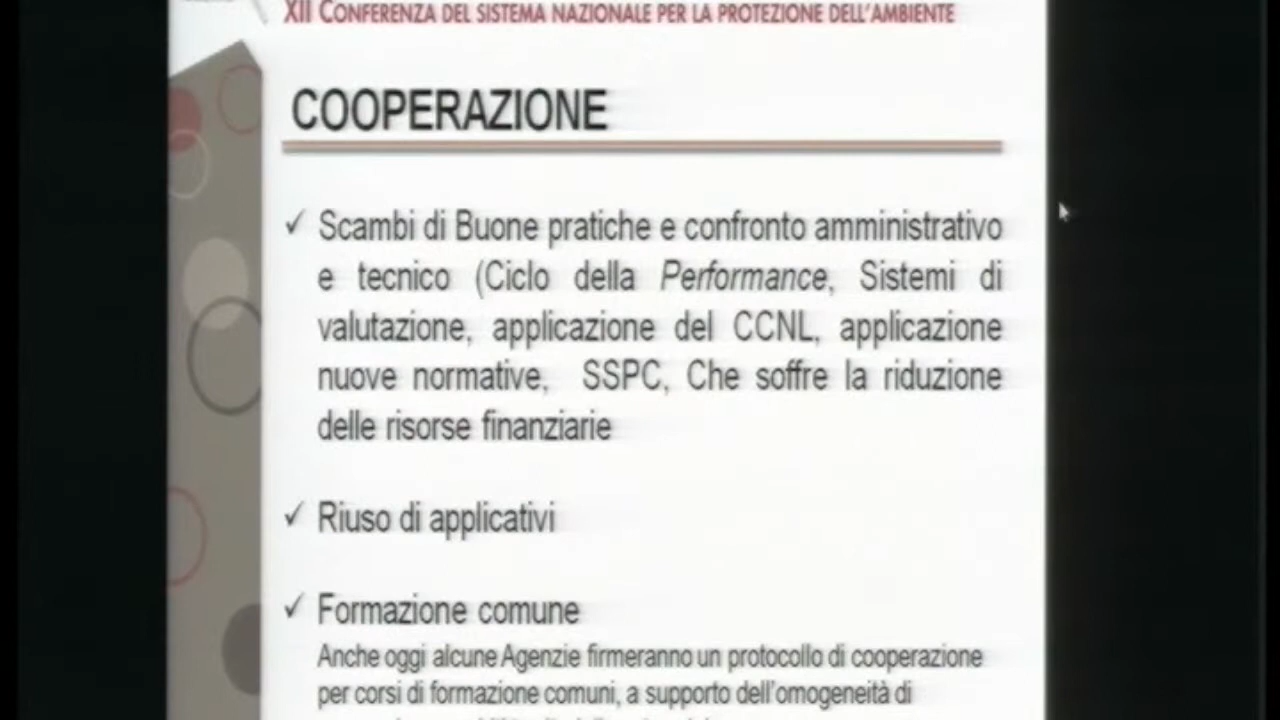 XII CONFERENZA DEL SISTEMA NAZIONALE PER LA PROTEZIONE DELL'AMBIENTE
COOPERAZIONE
✓ Scambi di Buone pratiche e confronto amministrativo
e tecnico (Ciclo della Performance, Sistemi di
valutazione, applicazione del CCNL, applicazione
nuove normative, SSPC, Che soffre la riduzione
delle risorse finanziarie
✓ Riuso di applicativi
✓ Formazione comune
Anche oggi alcune Agenzie firmeranno un protocollo di cooperazione
per corsi di formazione comuni, a supporto dell'omogeneità di